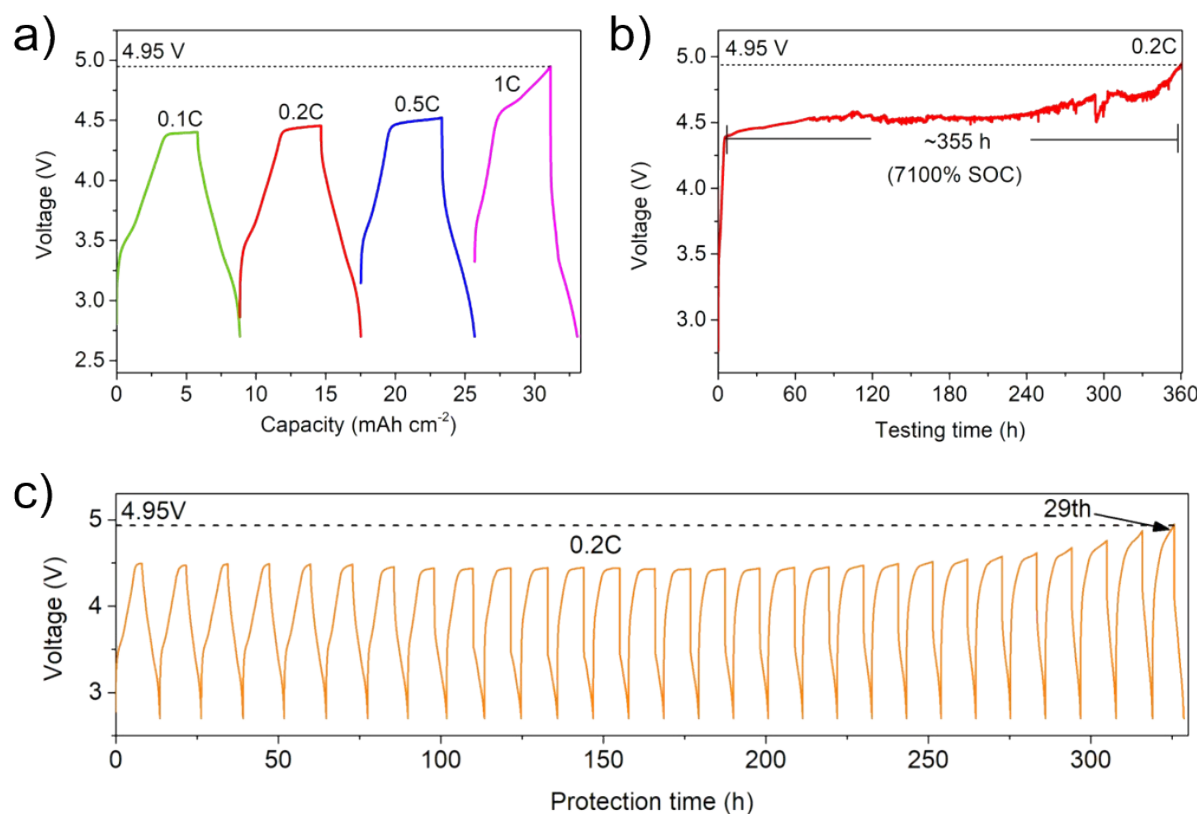 a)
4.95 V
0.1C
0.2C
0.5C
1C
5.0
4.5
4.0
3.5
3.0
2.5
Voltage (V)
0 5 10 15 20 25 30
Capacity (mAh cm⁻²)
b)
4.95 V
0.2C
5.0
4.5
4.0
3.5
3.0
Voltage (V)
~355 h
(7100% SOC)
0 60 120 180 240 300 360
Testing time (h)
c)
4.95V
29th
0.2C
5
4
3
Voltage (V)
0 50 100 150 200 250 300
Protection time (h)